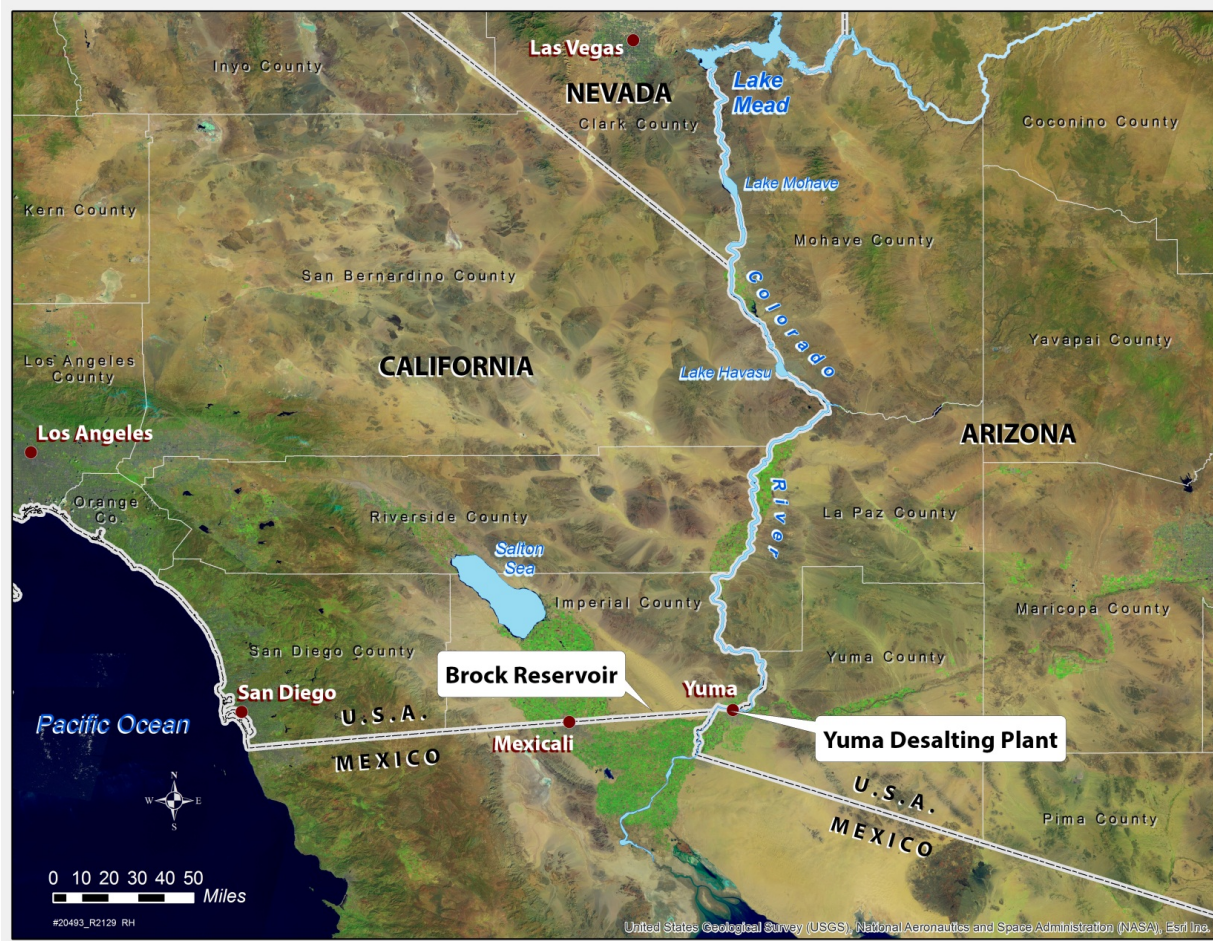 Las Vegas
Inyo County
NEVADA
Lake
Mead
Clark County
Coconino County
Lake Mohave
Kern County
Mohave County
San Bernardino County
Colorado
Yavapai County
Los Angeles
County
CALIFORNIA
Lake Havasu
Los Angeles
ARIZONA
River
Orange
Co.
Riverside County
La Paz County
Salton
Sea
Imperial County
Maricopa County
San Diego County
Yuma County
Brock Reservoir
San Diego
Yuma
U.S.A.
Pacific Ocean
Mexicali
Yuma Desalting Plant
MEXICO
N
W
E
S
U.S.A.
MEXICO
Pima County
0 10 20 30 40 50
Miles
#20493_R2129 RH
United States Geological Survey (USGS), National Aeronautics and Space Administration (NASA), Esri Inc.